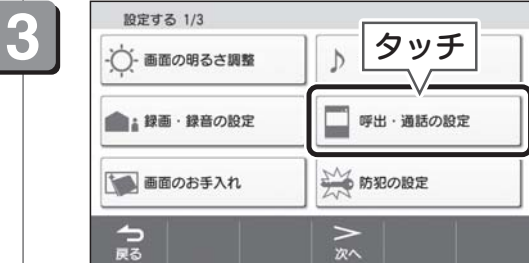 3
設定する 1/3
タッチ
画面の明るさ調整
録画・録音の設定
呼出・通話の設定
画面のお手入れ
防犯の設定
戻る
次へ